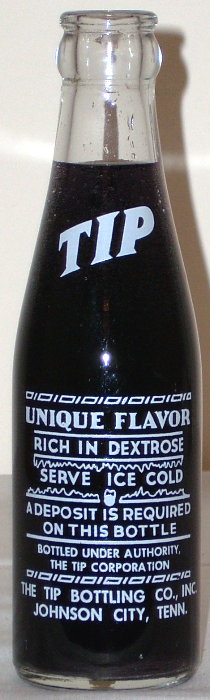 TIP
UNIQUE FLAVOR
RICH IN DEXTROSE
SERVE ICE COLD
A DEPOSIT IS REQUIRED
ON THIS BOTTLE
BOTTLED UNDER AUTHORITY,
THE TIP CORPORATION
THE TIP BOTTLING CO., INC.
JOHNSON CITY, TENN.